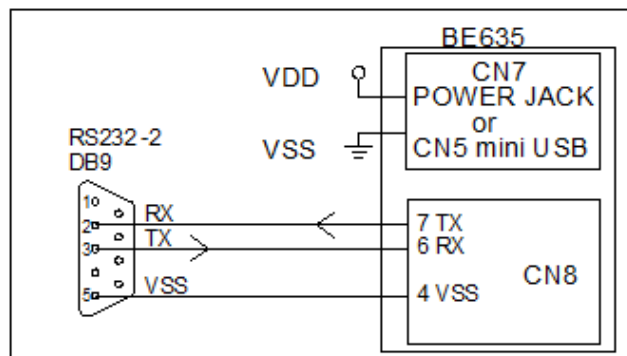 BE635
VDD
CN7
POWER JACK
or
CN5 mini USB
VSS
RS232-2
DB9
1
2 RX 7 TX
3 TX 6 RX
CN8
5 VSS 4 VSS